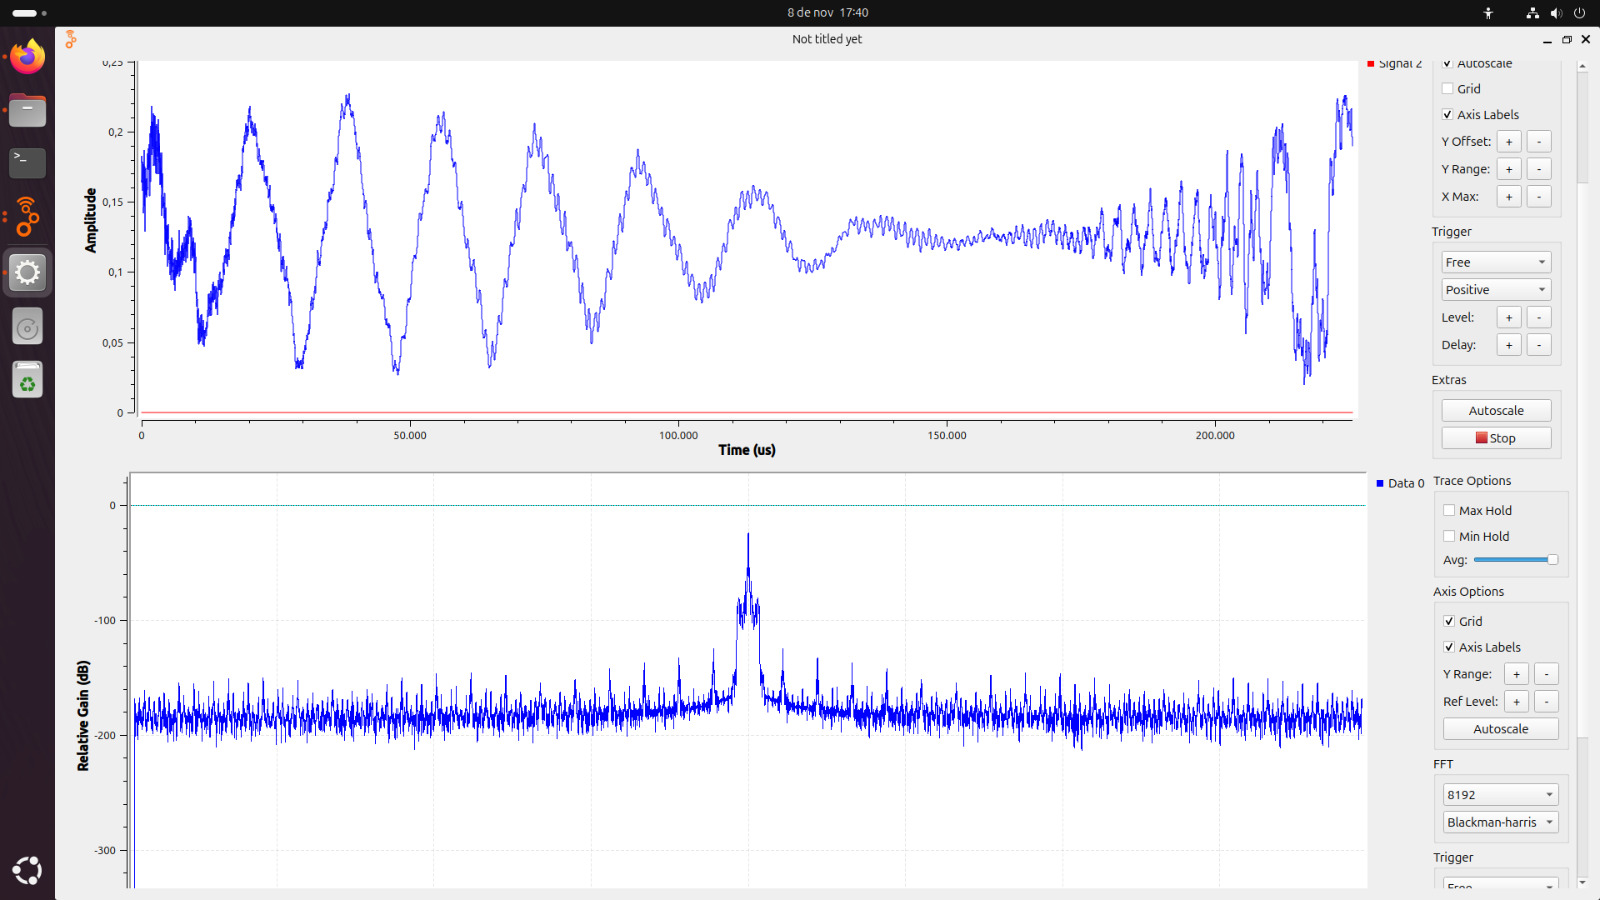 8 de nov 17:40
Not titled yet
0,25
0,2
0,15
0,1
0,05
0
Amplitude
0
50.000
100.000
150.000
200.000
Time (us)
Signal 2
Autoscale
Grid
Axis Labels
Y Offset: + -
Y Range: + -
X Max: + -
Trigger
Free
Positive
Level: + -
Delay: + -
Extras
Autoscale
Stop
0
-100
-200
-300
Relative Gain (dB)
Data 0
Trace Options
Max Hold
Min Hold
Avg:
Axis Options
Grid
Axis Labels
Y Range: + -
Ref Level: + -
Autoscale
FFT
8192
Blackman-harris
Trigger
Free